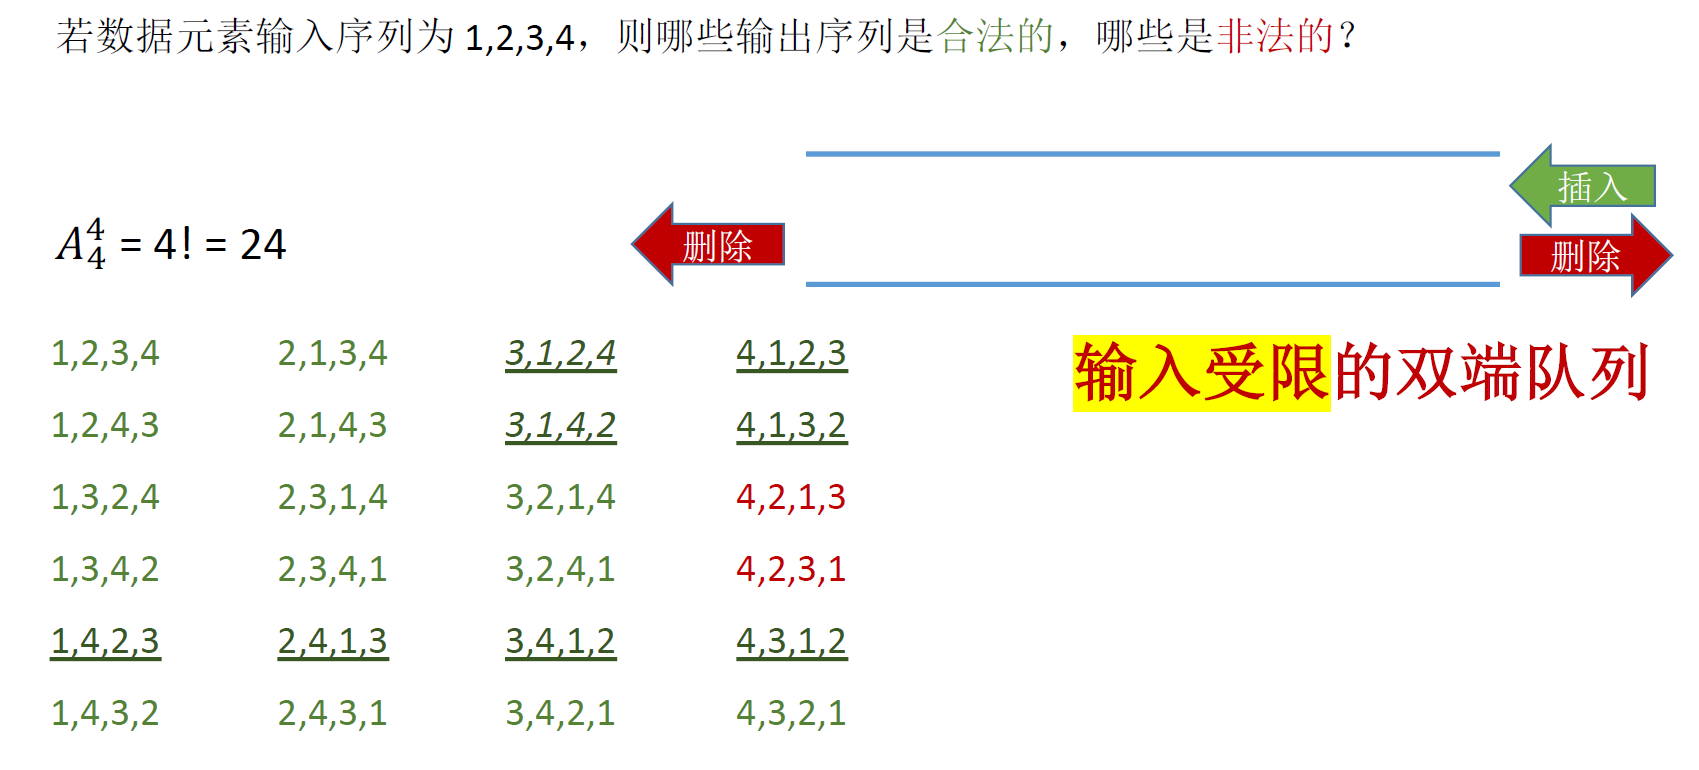 若数据元素输入序列为 1,2,3,4，则哪些输出序列是合法的，哪些是非法的？
插入
删除
删除
A₄⁴ = 4! = 24
1,2,3,4 2,1,3,4 3,1,2,4 4,1,2,3
输入受限的双端队列
1,2,4,3 2,1,4,3 3,1,4,2 4,1,3,2
1,3,2,4 2,3,1,4 3,2,1,4 4,2,1,3
1,3,4,2 2,3,4,1 3,2,4,1 4,2,3,1
1,4,2,3 2,4,1,3 3,4,1,2 4,3,1,2
1,4,3,2 2,4,3,1 3,4,2,1 4,3,2,1